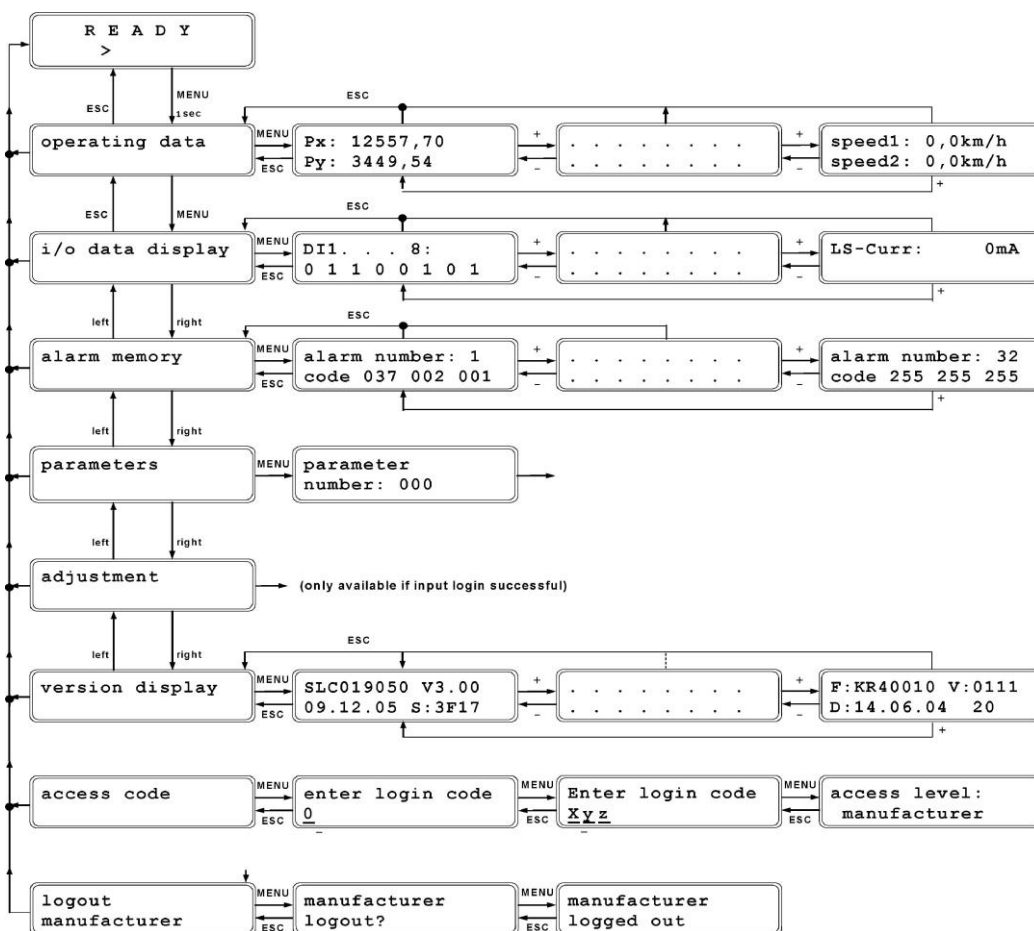 R E A D Y
>
ESC
MENU
1sec
ESC
operating data
MENU
ESC
Px: 12557,70
Py: 3449,54
+
–
. . . . . . . .
. . . . . . . .
+
–
speed1: 0,0km/h
speed2: 0,0km/h
+
ESC
MENU
ESC
i/o data display
MENU
ESC
DI1. . . 8:
0 1 1 0 0 1 0 1
+
–
. . . . . . . .
. . . . . . . .
+
–
LS-Curr: 0mA
+
left
right
ESC
alarm memory
MENU
ESC
alarm number: 1
code 037 002 001
+
–
. . . . . . . .
. . . . . . . .
+
–
alarm number: 32
code 255 255 255
+
left
right
parameters
MENU
parameter
number: 000
left
right
adjustment
(only available if input login successful)
left
right
ESC
version display
MENU
ESC
SLC019050 V3.00
09.12.05 S:3F17
+
–
. . . . . . . .
. . . . . . . .
+
–
F:KR40010 V:0111
D:14.06.04 20
+
access code
MENU
ESC
enter login code
0
MENU
ESC
Enter login code
Xyz
MENU
ESC
access level:
manufacturer
logout
manufacturer
MENU
ESC
manufacturer
logout?
MENU
ESC
manufacturer
logged out